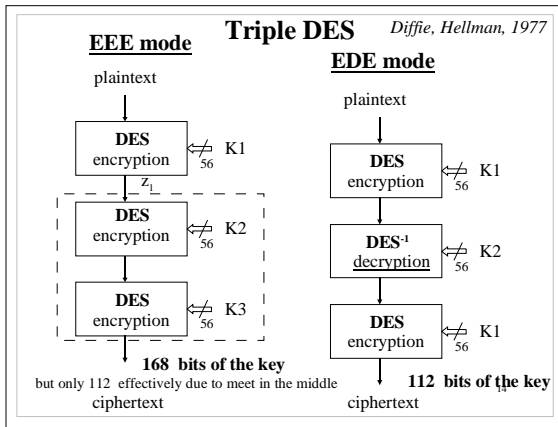 Triple DES
Diffie, Hellman, 1977
EEE mode
plaintext
DES
encryption
K1
56
z1
DES
encryption
K2
56
DES
encryption
K3
56
168 bits of the key
but only 112 effectively due to meet in the middle
ciphertext
EDE mode
plaintext
DES
encryption
K1
56
DES-1
decryption
K2
56
DES
encryption
K1
56
112 bits of the key
14
ciphertext